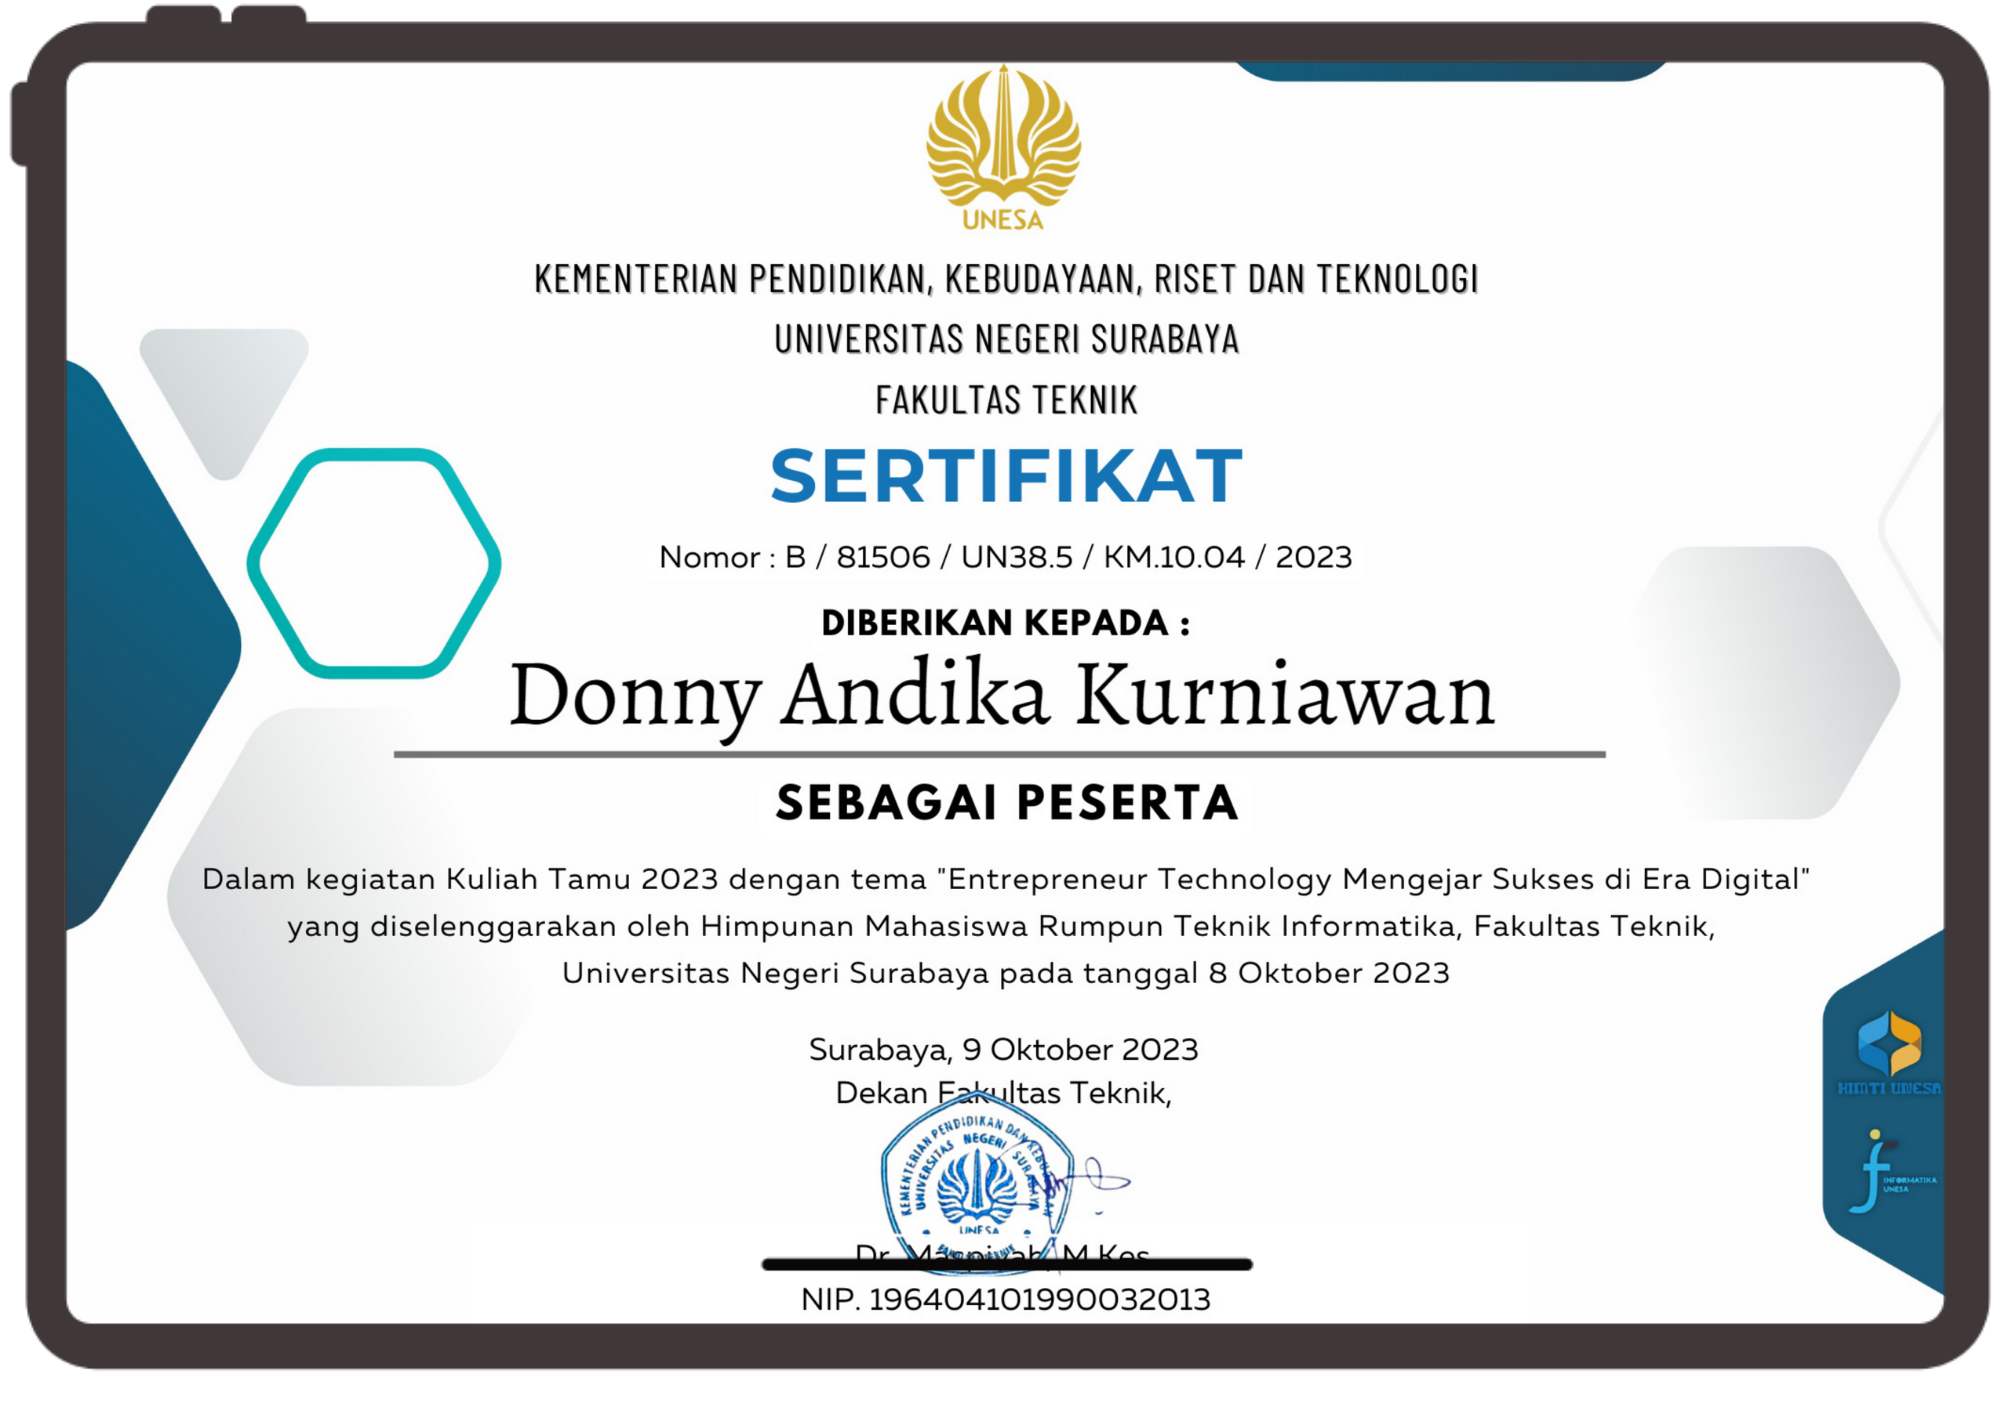 UNESA
KEMENTERIAN PENDIDIKAN, KEBUDAYAAN, RISET DAN TEKNOLOGI
UNIVERSITAS NEGERI SURABAYA
FAKULTAS TEKNIK
SERTIFIKAT
Nomor : B / 81506 / UN38.5 / KM.10.04 / 2023
DIBERIKAN KEPADA :
Donny Andika Kurniawan
SEBAGAI PESERTA
Dalam kegiatan Kuliah Tamu 2023 dengan tema "Entrepreneur Technology Mengejar Sukses di Era Digital"
yang diselenggarakan oleh Himpunan Mahasiswa Rumpun Teknik Informatika, Fakultas Teknik,
Universitas Negeri Surabaya pada tanggal 8 Oktober 2023
Surabaya, 9 Oktober 2023
Dekan Fakultas Teknik,
KEMENTERIAN PENDIDIKAN DAN KEBUDAYAAN
UNIVERSITAS NEGERI SURABAYA
UNESA
FAKULTAS TEKNIK
Dr. Maspiyah, M.Kes
NIP. 196404101990032013
HIMTI UNESA
INFORMATIKA
UNESA